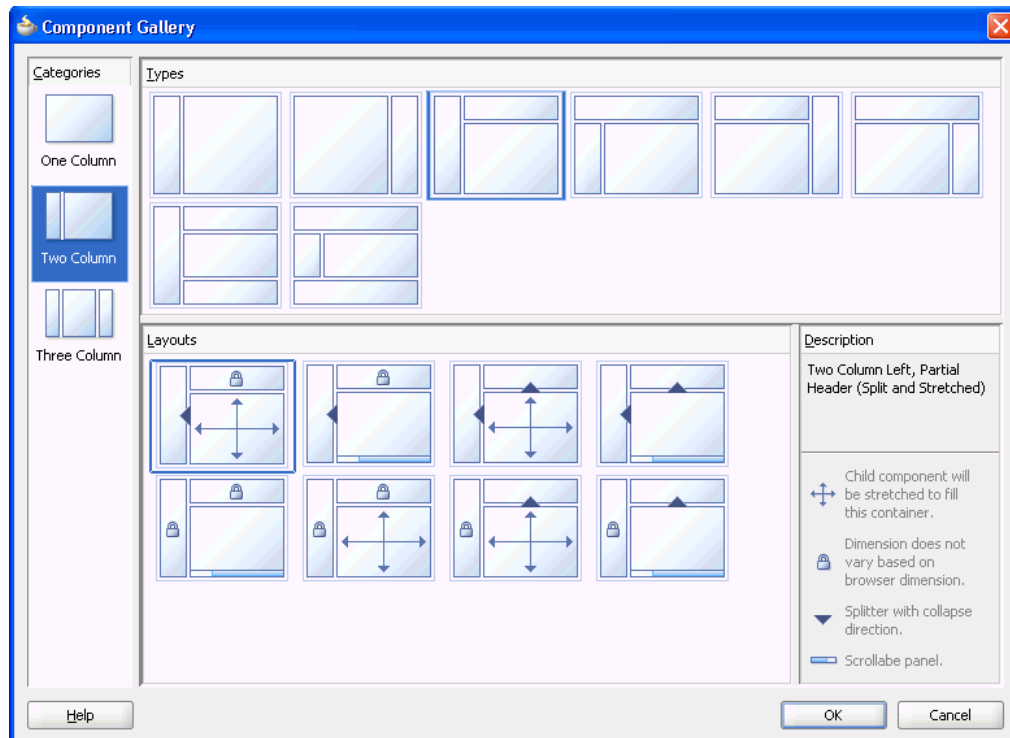 Component Gallery
Categories
One Column
Two Column
Three Column
Types
Layouts
Description
Two Column Left, Partial
Header (Split and Stretched)
Child component will
be stretched to fill
this container.
Dimension does not
vary based on
browser dimension.
Splitter with collapse
direction.
Scrollabe panel.
Help
OK
Cancel